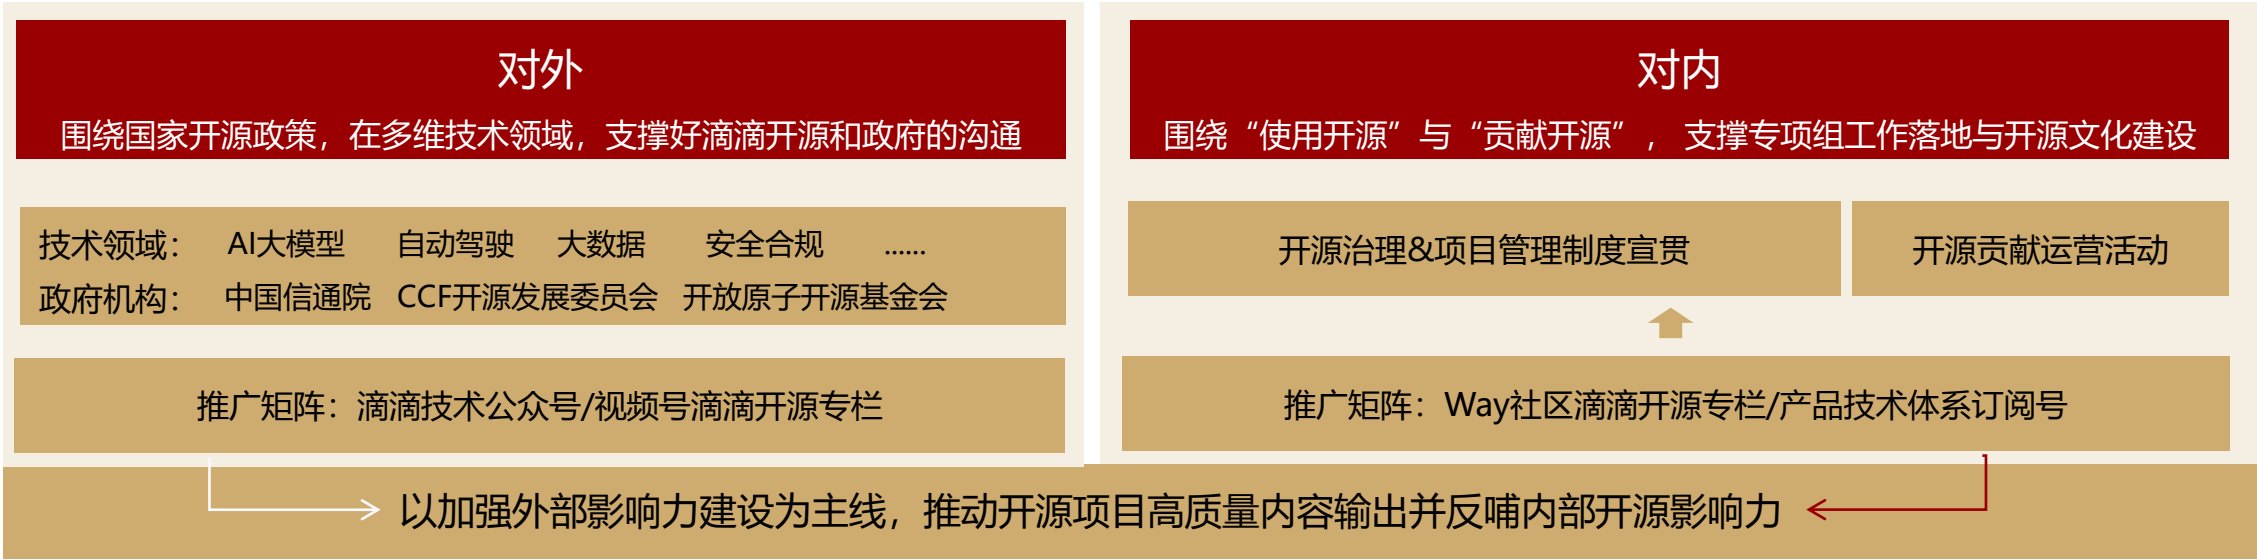 对外
围绕国家开源政策，在多维技术领域，支撑好滴滴开源和政府的沟通
技术领域： AI大模型 自动驾驶 大数据 安全合规 ......
政府机构： 中国信通院 CCF开源发展委员会 开放原子开源基金会
推广矩阵：滴滴技术公众号/视频号滴滴开源专栏
对内
围绕“使用开源”与“贡献开源”， 支撑专项组工作落地与开源文化建设
开源治理&项目管理制度宣贯
开源贡献运营活动
推广矩阵：Way社区滴滴开源专栏/产品技术体系订阅号
以加强外部影响力建设为主线，推动开源项目高质量内容输出并反哺内部开源影响力